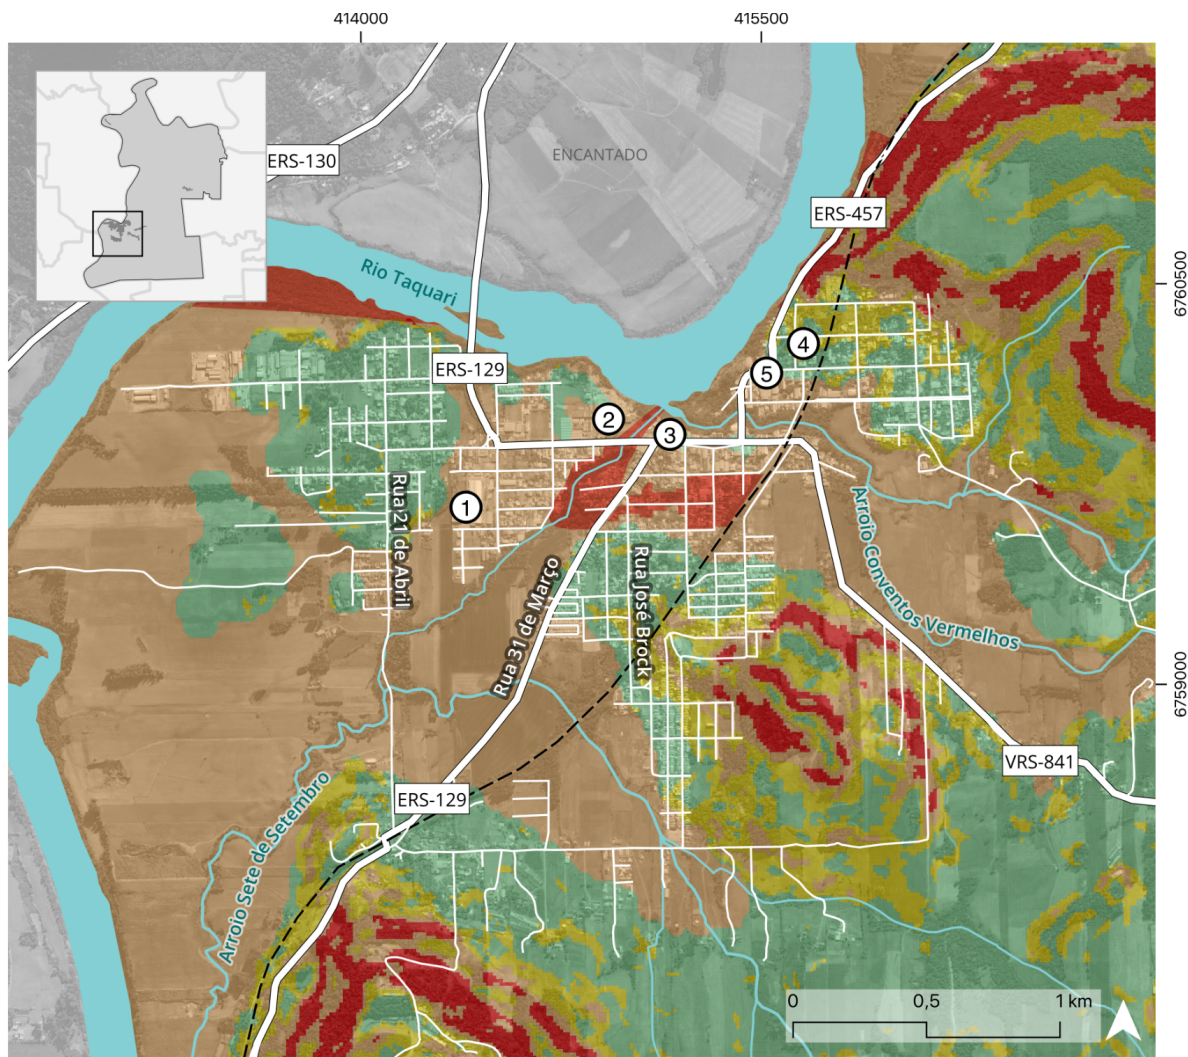 414000
415500
ERS-130
ENCANTADO
ERS-457
Rio Taquari
6760500
ERS-129
4
5
2
3
1
Rua 21 de Abril
Arroio Conventos Vermelhos
Rua 31 de Março
Rua José Brock
6759000
VRS-841
ERS-129
Arroio Sete de Setembro
0
0,5
1 km